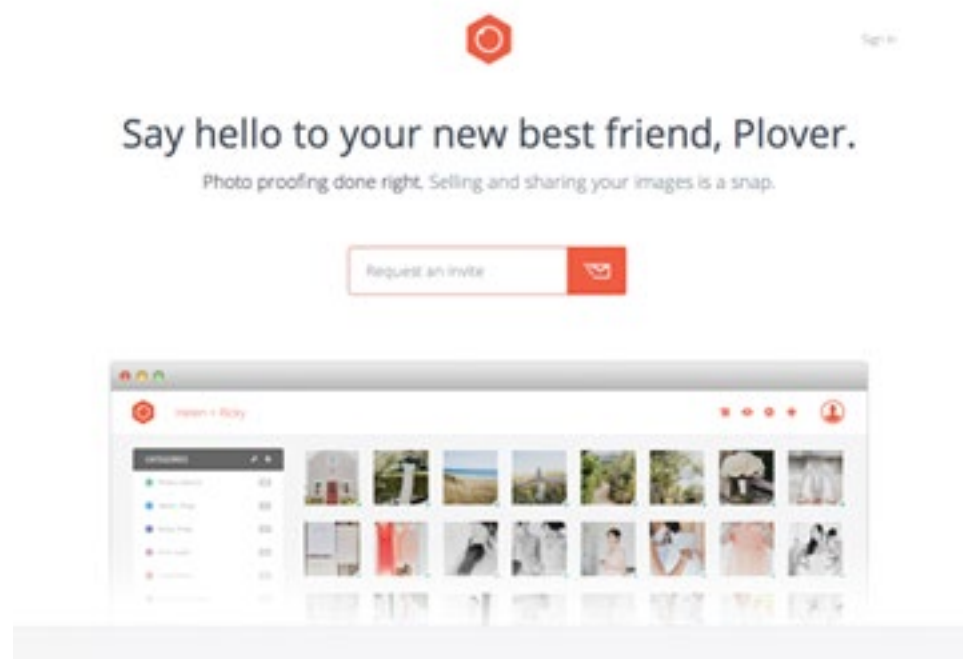 Sign In
Say hello to your new best friend, Plover.
Photo proofing done right. Selling and sharing your images is a snap.
Request an invite
Helen + Ricky
CATEGORIES